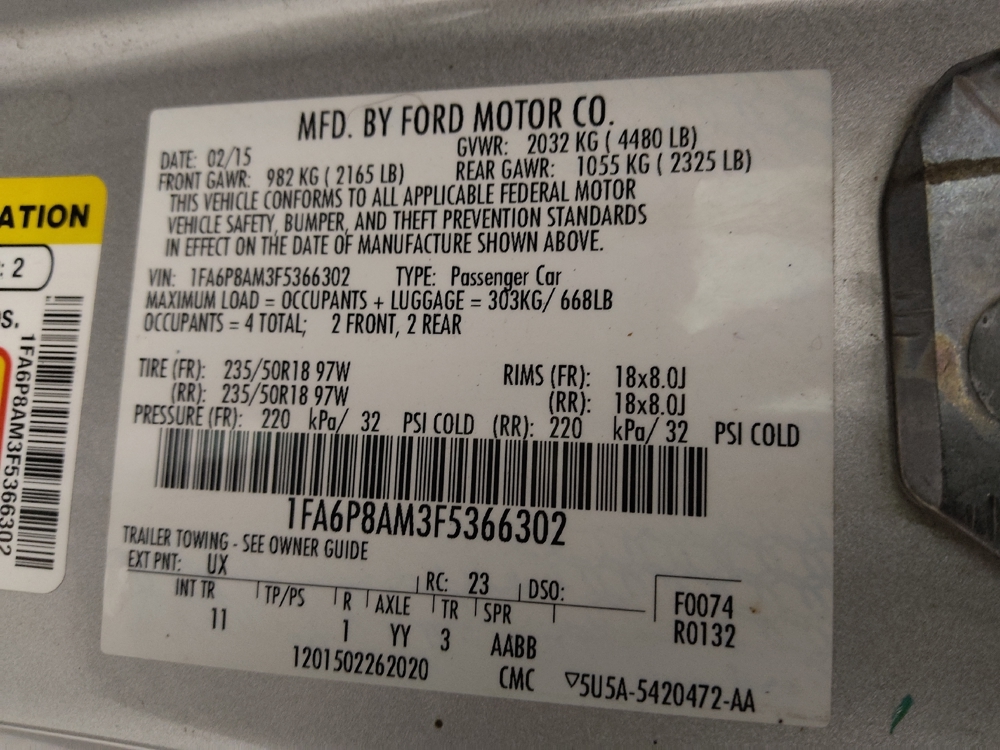 MFD. BY FORD MOTOR CO.
DATE: 02/15 GVWR: 2032 KG ( 4480 LB)
FRONT GAWR: 982 KG ( 2165 LB) REAR GAWR: 1055 KG ( 2325 LB)
THIS VEHICLE CONFORMS TO ALL APPLICABLE FEDERAL MOTOR
VEHICLE SAFETY, BUMPER, AND THEFT PREVENTION STANDARDS
IN EFFECT ON THE DATE OF MANUFACTURE SHOWN ABOVE.
VIN: 1FA6P8AM3F5366302 TYPE: Passenger Car
MAXIMUM LOAD = OCCUPANTS + LUGGAGE = 303KG/ 668LB
OCCUPANTS = 4 TOTAL; 2 FRONT, 2 REAR
TIRE (FR): 235/50R18 97W RIMS (FR): 18x8.0J
(RR): 235/50R18 97W (RR): 18x8.0J
PRESSURE (FR): 220 kPa/ 32 PSI COLD (RR): 220 kPa/ 32 PSI COLD
1FA6P8AM3F5366302
TRAILER TOWING - SEE OWNER GUIDE
EXT PNT: UX RC: 23 DSO:
INT TR TP/PS R AXLE TR SPR F0074
11 1 YY 3 AABB R0132
1201502262020 CMC ▽5U5A-5420472-AA
ATION
: 2
S.
1FA6P8AM3F5366302